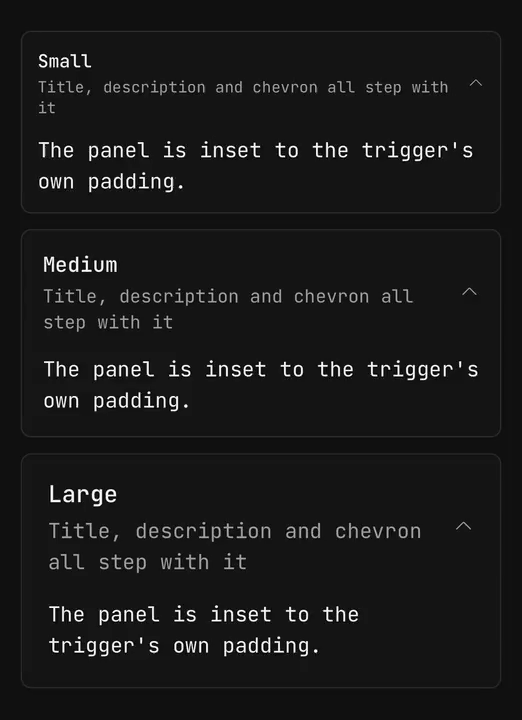 Small
Title, description and chevron all step with
it
The panel is inset to the trigger's
own padding.
Medium
Title, description and chevron all
step with it
The panel is inset to the trigger's
own padding.
Large
Title, description and chevron
all step with it
The panel is inset to the
trigger's own padding.